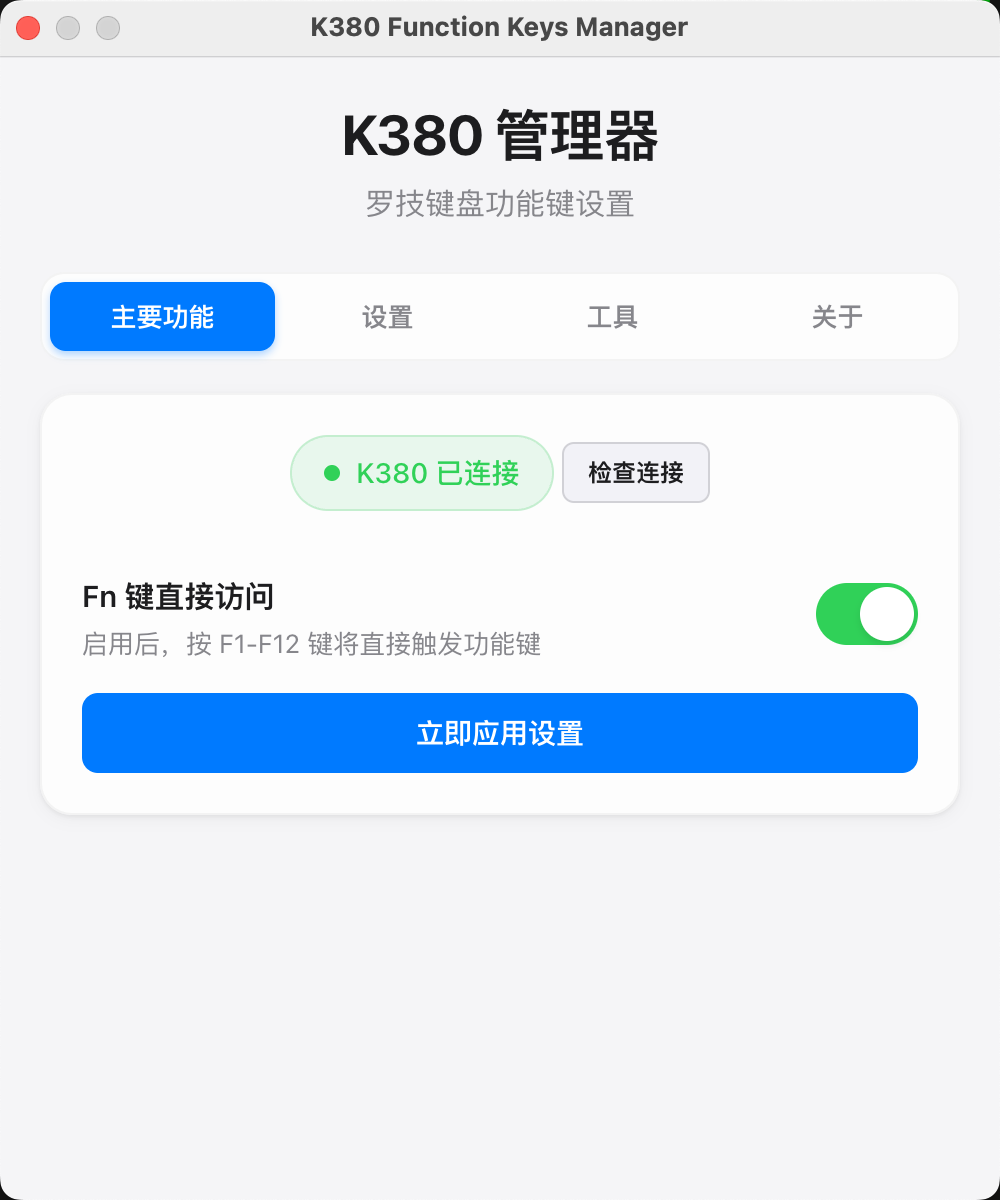 K380 Function Keys Manager
K380 管理器
罗技键盘功能键设置
主要功能
设置
工具
关于
K380 已连接
检查连接
Fn 键直接访问
启用后，按 F1-F12 键将直接触发功能键
立即应用设置